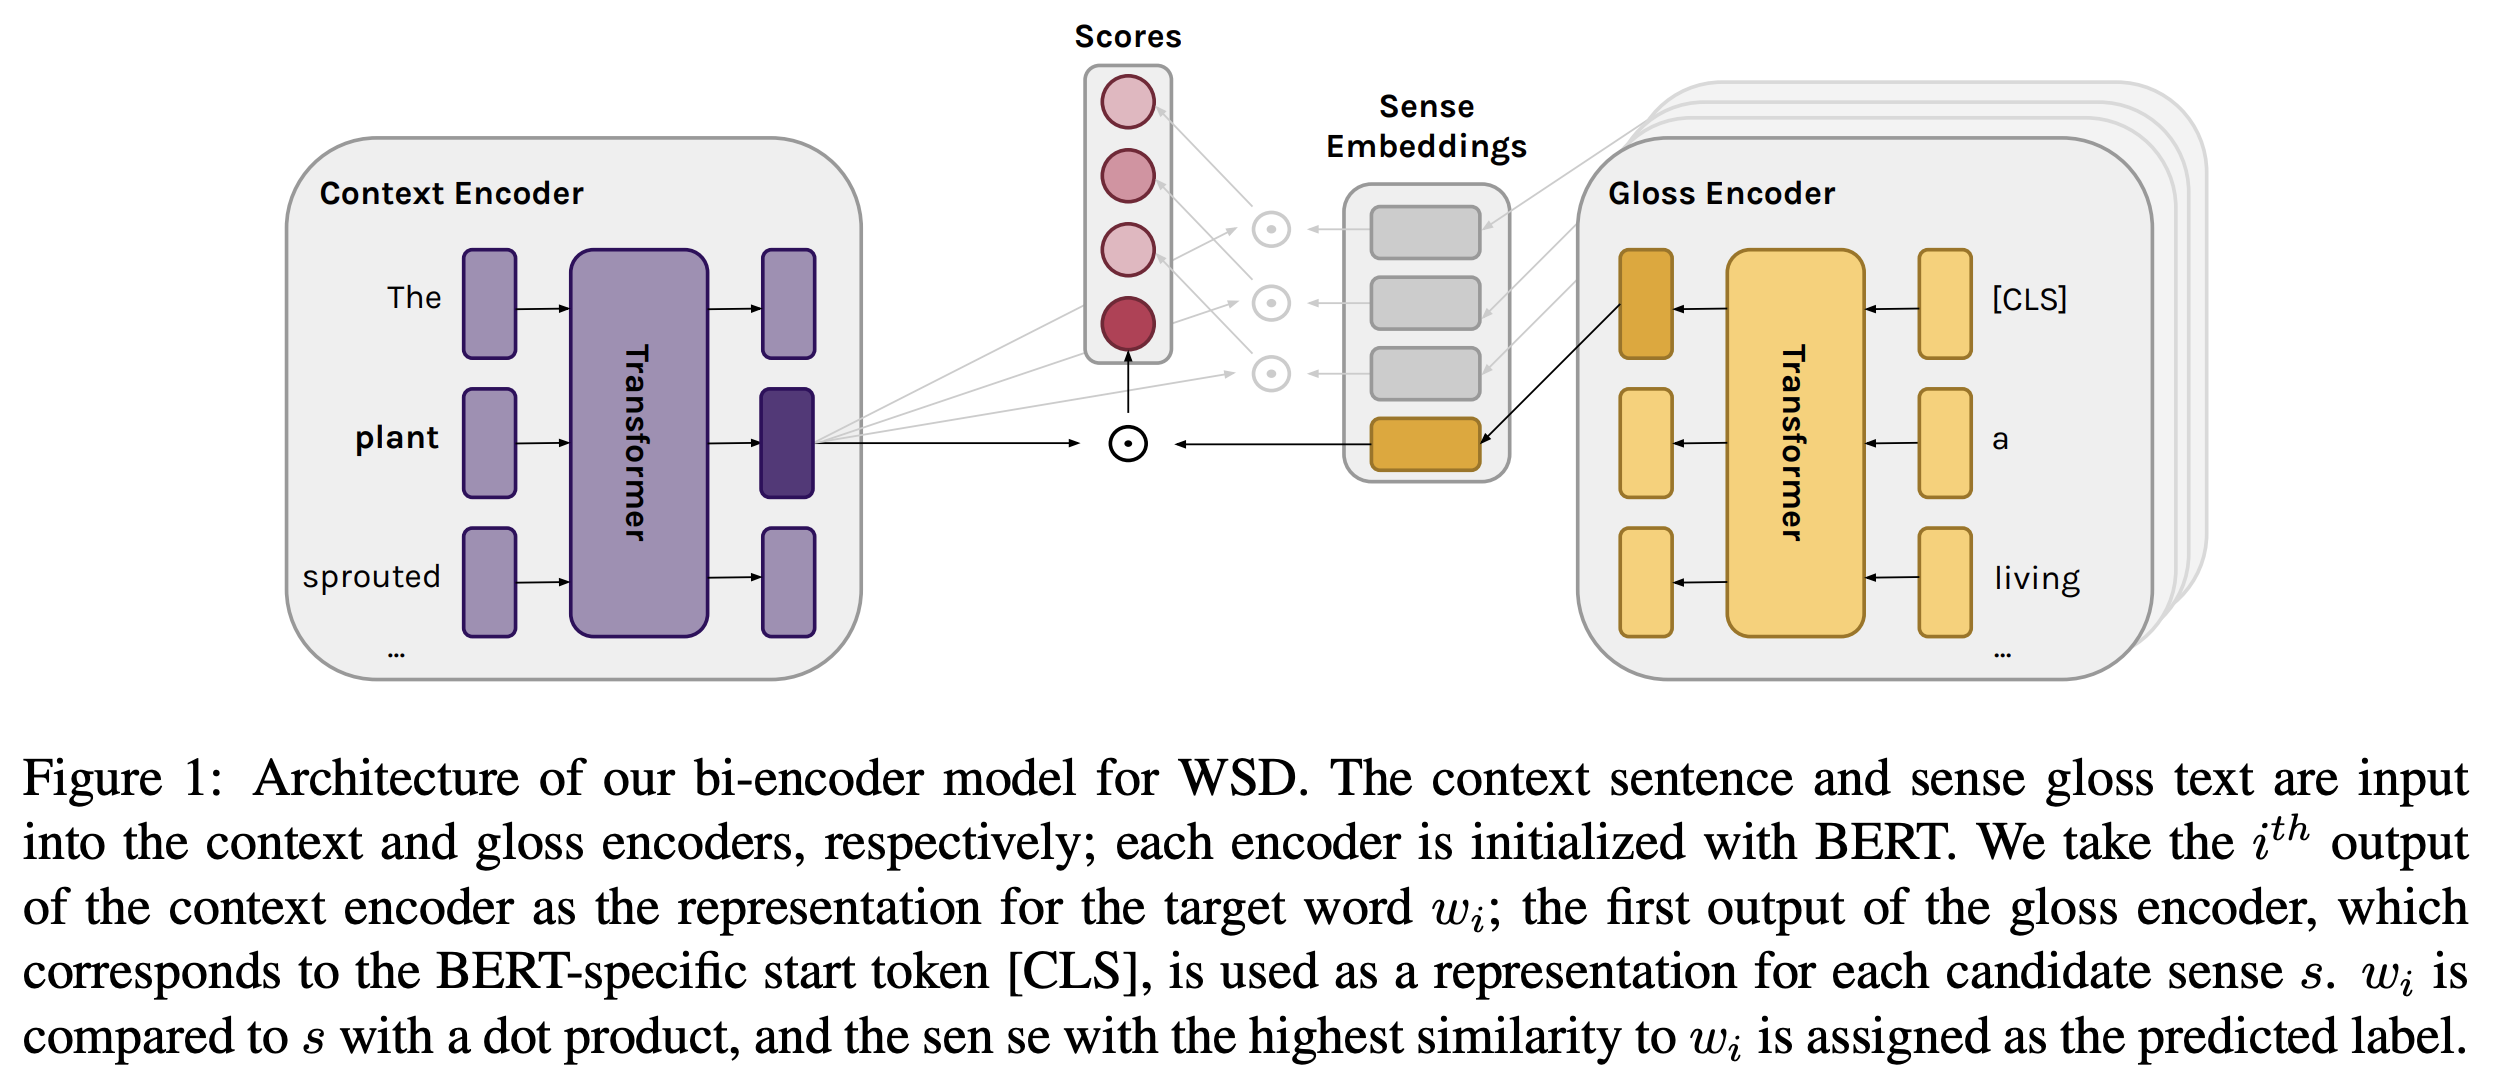 Scores
Sense
Embeddings
Context Encoder
The
plant
sprouted
...
Transformer
Gloss Encoder
Transformer
[CLS]
a
living
...
Figure 1: Architecture of our bi-encoder model for WSD. The context sentence and sense gloss text are input
into the context and gloss encoders, respectively; each encoder is initialized with BERT. We take the i^th output
of the context encoder as the representation for the target word w_i; the first output of the gloss encoder, which
corresponds to the BERT-specific start token [CLS], is used as a representation for each candidate sense s. w_i is
compared to s with a dot product, and the sen se with the highest similarity to w_i is assigned as the predicted label.